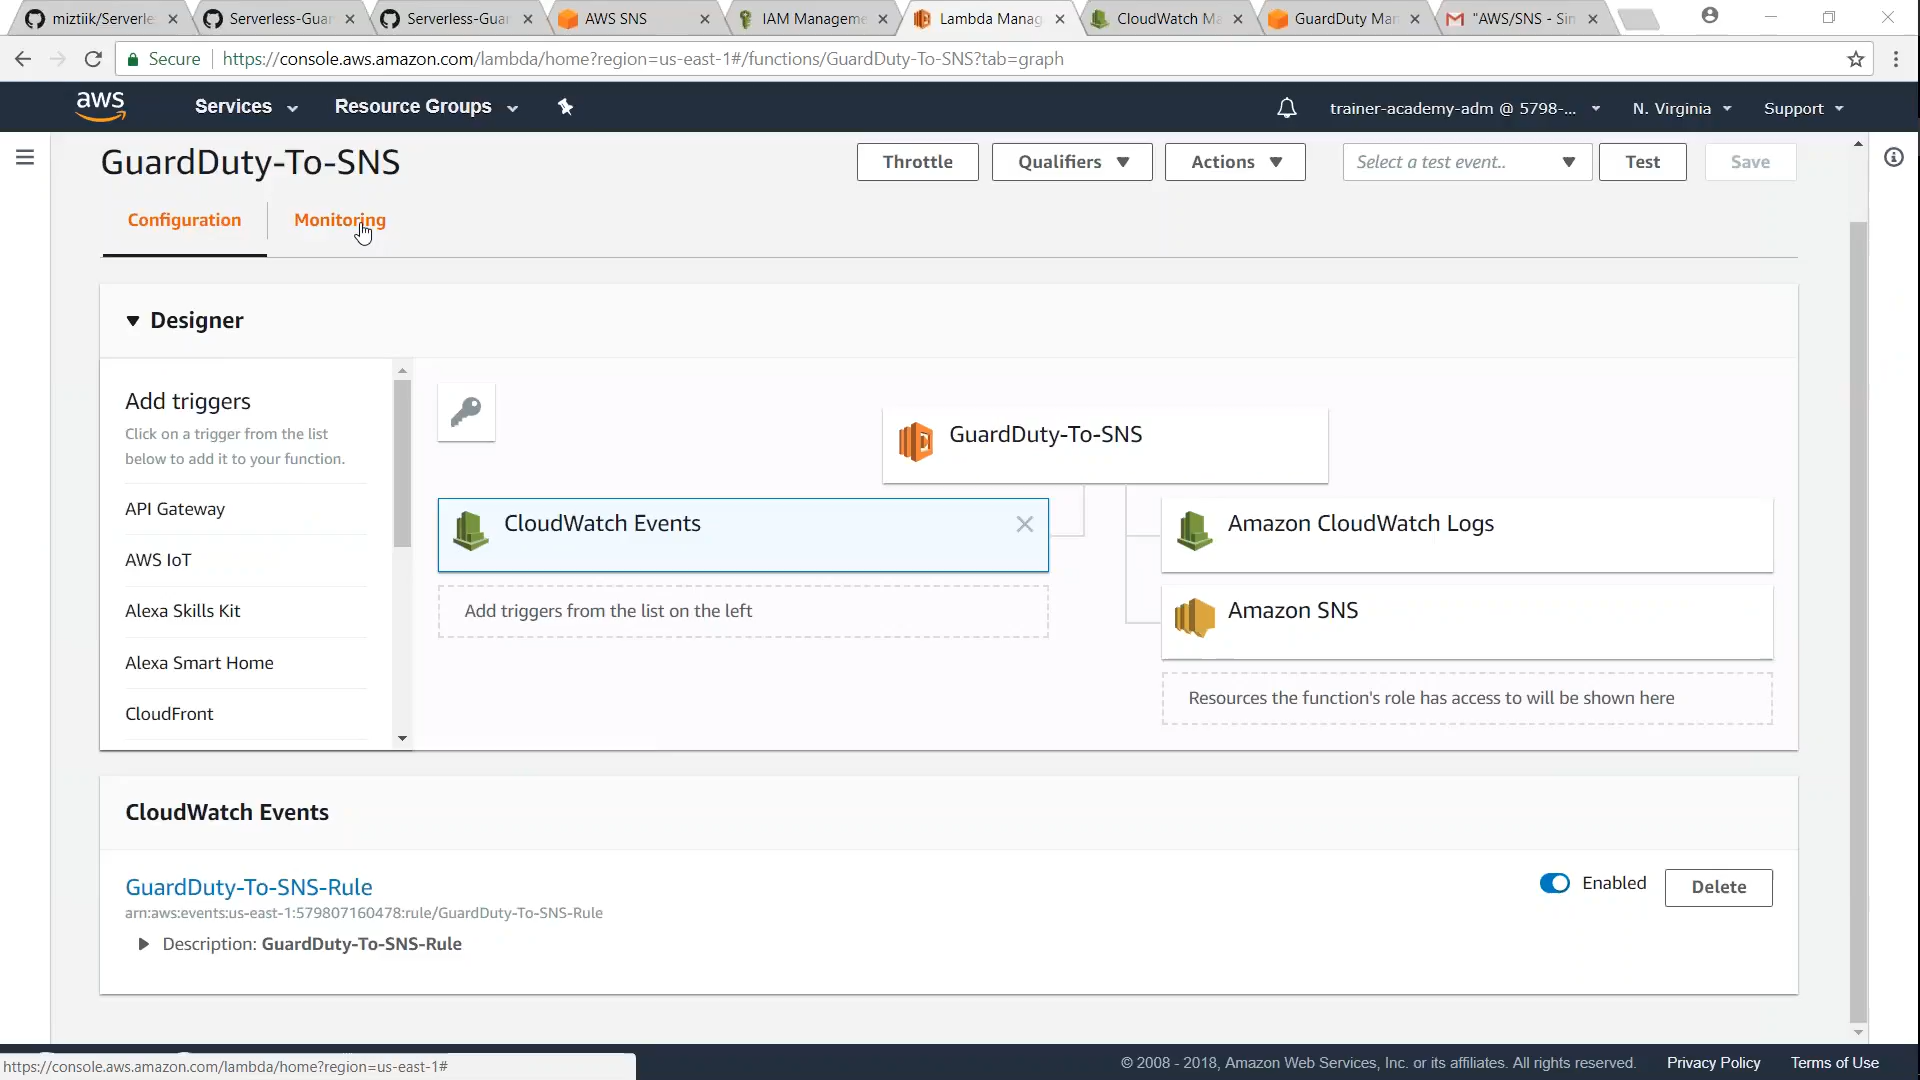 miztiik/Serverle
Serverless-Guar
Serverless-Guar
AWS SNS
IAM Manageme
Lambda Manag
CloudWatch Ma
GuardDuty Man
"AWS/SNS - Sim
Secure
https://console.aws.amazon.com/lambda/home?region=us-east-1#/functions/GuardDuty-To-SNS?tab=graph
aws
Services
Resource Groups
trainer-academy-adm @ 5798-...
N. Virginia
Support
GuardDuty-To-SNS
Throttle
Qualifiers
Actions
Select a test event..
Test
Save
Configuration
Monitoring
Designer
Add triggers
Click on a trigger from the list
below to add it to your function.
API Gateway
AWS IoT
Alexa Skills Kit
Alexa Smart Home
CloudFront
GuardDuty-To-SNS
CloudWatch Events
Add triggers from the list on the left
Amazon CloudWatch Logs
Amazon SNS
Resources the function's role has access to will be shown here
CloudWatch Events
GuardDuty-To-SNS-Rule
arn:aws:events:us-east-1:579807160478:rule/GuardDuty-To-SNS-Rule
Description: GuardDuty-To-SNS-Rule
Enabled
Delete
https://console.aws.amazon.com/lambda/home?region=us-east-1#
© 2008 - 2018, Amazon Web Services, Inc. or its affiliates. All rights reserved.
Privacy Policy
Terms of Use